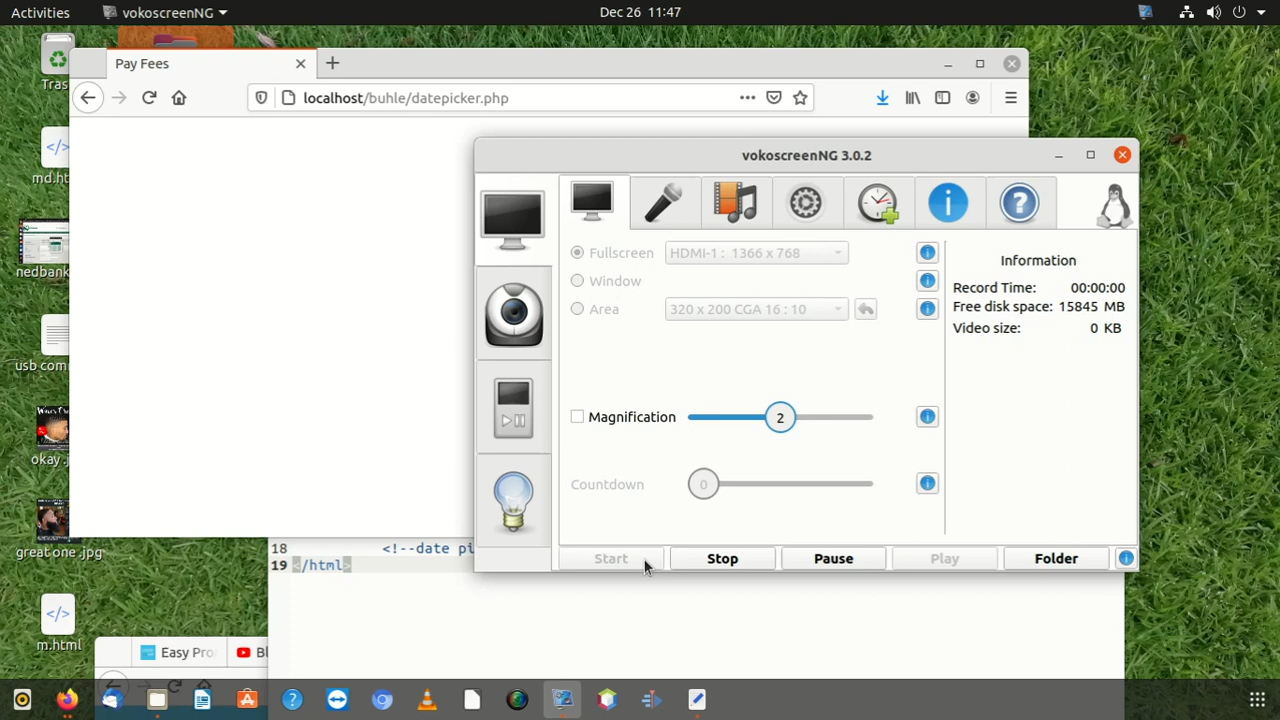 Activities
vokoscreenNG
Dec 26 11:47
Pay Fees
localhost/buhle/datepicker.php
md.ht
nedbank
usb com
okay .j
great one .jpg
m.html
vokoscreenNG 3.0.2
Fullscreen
HDMI-1 : 1366 x 768
Window
Area
320 x 200 CGA 16 : 10
Magnification
2
Countdown
0
Information
Record Time: 00:00:00
Free disk space: 15845 MB
Video size: 0 KB
Start
Stop
Pause
Play
Folder
18 <!--date pi
19 </html>
Easy Pro
Bl